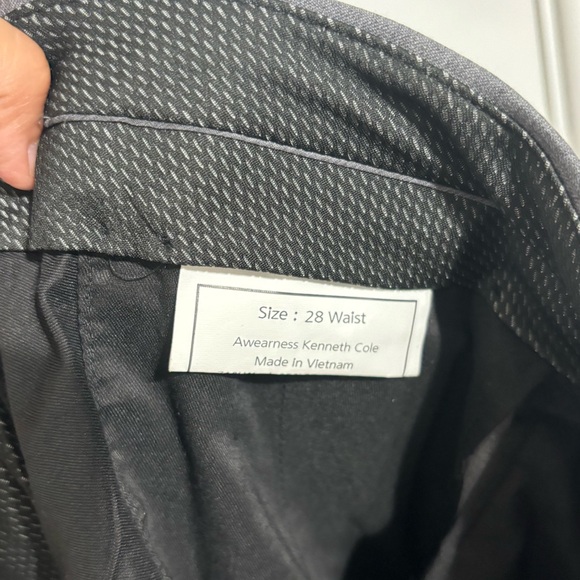 Size : 28 Waist
Awearness Kenneth Cole
Made in Vietnam